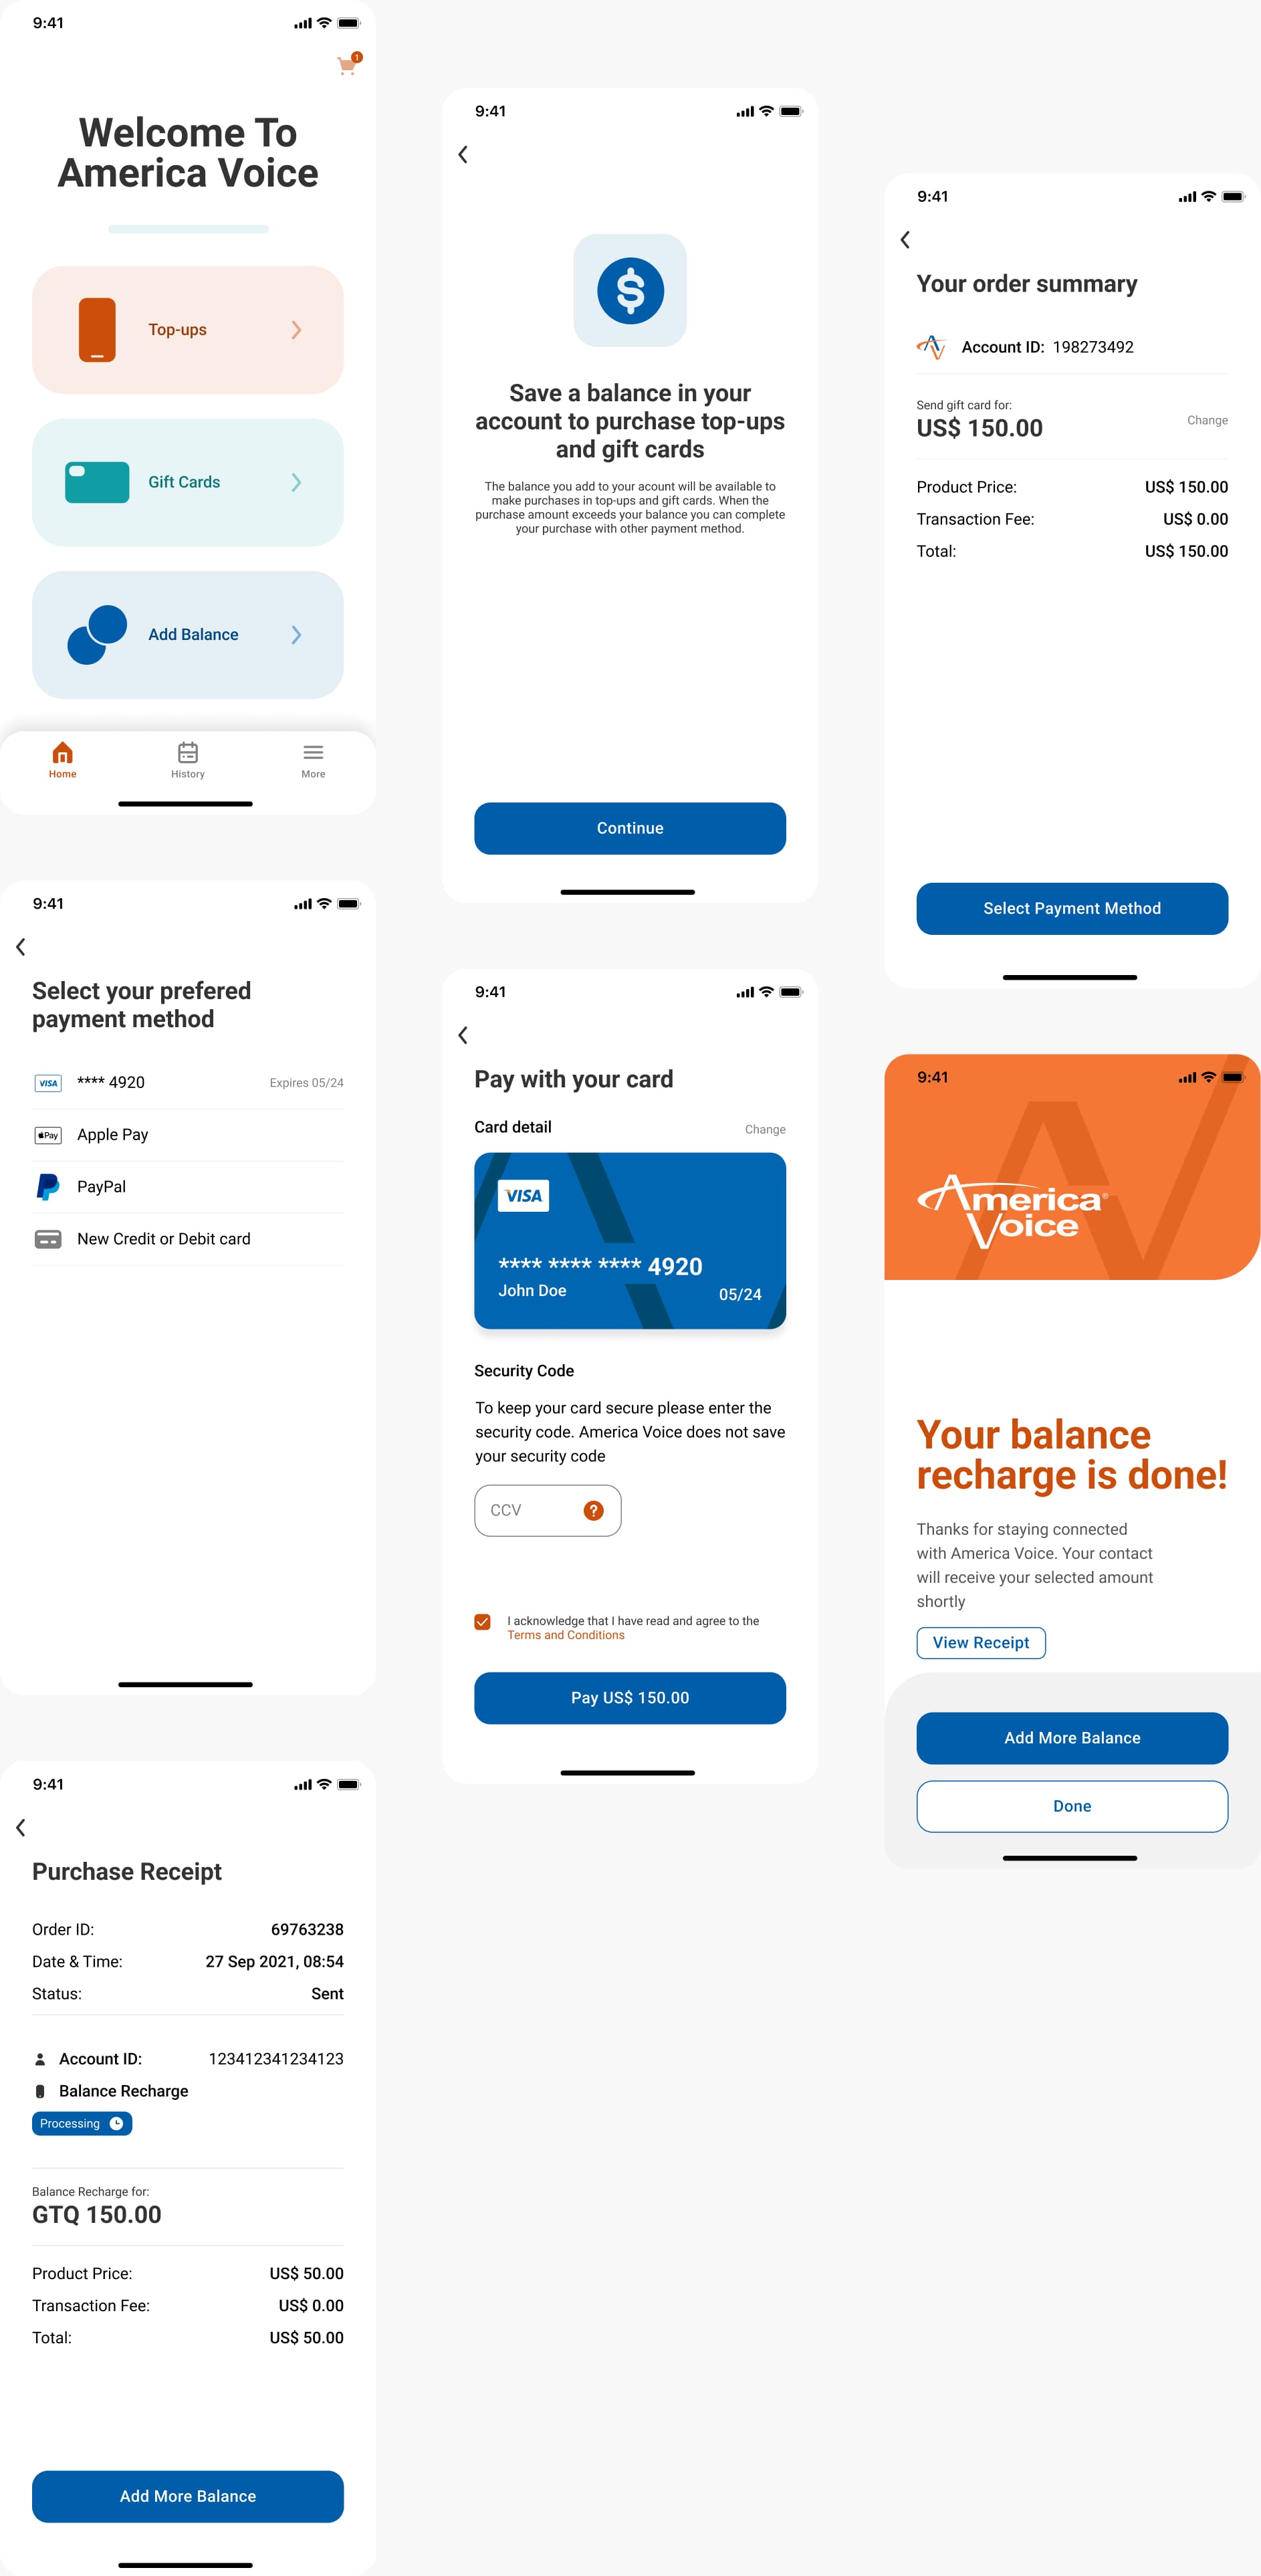 9:41
1
Welcome To
America Voice
Top-ups
Gift Cards
Add Balance
Home
History
More
9:41
Save a balance in your
account to purchase top-ups
and gift cards
The balance you add to your acount will be available to
make purchases in top-ups and gift cards. When the
purchase amount exceeds your balance you can complete
your purchase with other payment method.
Continue
9:41
Your order summary
Account ID: 198273492
Send gift card for:
US$ 150.00
Change
Product Price: US$ 150.00
Transaction Fee: US$ 0.00
Total: US$ 150.00
Select Payment Method
9:41
Select your prefered
payment method
VISA **** 4920 Expires 05/24
Pay Apple Pay
PayPal
New Credit or Debit card
9:41
Pay with your card
Card detail Change
VISA
**** **** **** 4920
John Doe 05/24
Security Code
To keep your card secure please enter the
security code. America Voice does not save
your security code
CCV ?
I acknowledge that I have read and agree to the
Terms and Conditions
Pay US$ 150.00
9:41
America®
Voice
Your balance
recharge is done!
Thanks for staying connected
with America Voice. Your contact
will receive your selected amount
shortly
View Receipt
Add More Balance
Done
9:41
Purchase Receipt
Order ID: 69763238
Date & Time: 27 Sep 2021, 08:54
Status: Sent
Account ID: 123412341234123
Balance Recharge
Processing
Balance Recharge for:
GTQ 150.00
Product Price: US$ 50.00
Transaction Fee: US$ 0.00
Total: US$ 50.00
Add More Balance